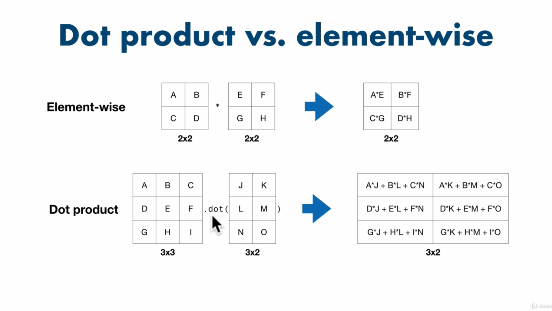 Dot product vs. element-wise
Element-wise
A B
C D
2x2
*
E F
G H
2x2
A*E B*F
C*G D*H
2x2
Dot product
A B C
D E F
G H I
3x3
.dot(
J K
L M
N O
)
3x2
A*J + B*L + C*N A*K + B*M + C*O
D*J + E*L + F*N D*K + E*M + F*O
G*J + H*L + I*N G*K + H*M + I*O
3x2